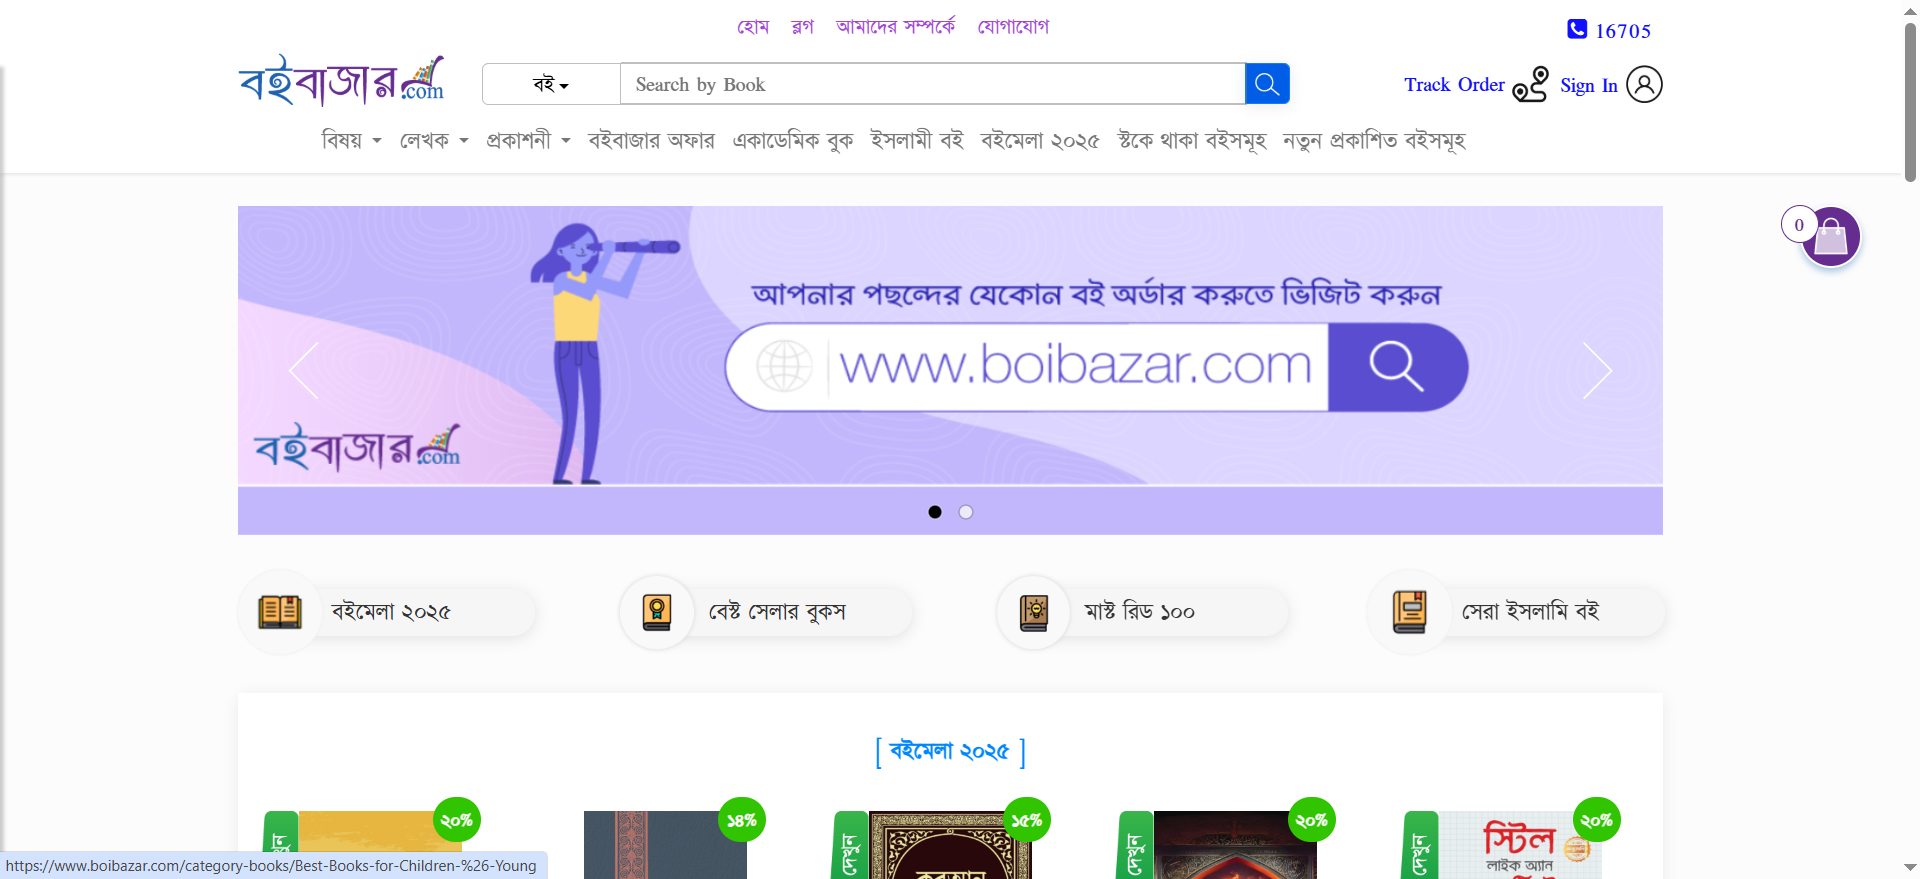 হোম ব্লগ আমাদের সম্পর্কে যোগাযোগ
16705
বইবাজার.com
বই
Search by Book
Track Order
Sign In
বিষয় লেখক প্রকাশনী বইবাজার অফার একাডেমিক বুক ইসলামী বই বইমেলা ২০২৫ স্টকে থাকা বইসমূহ নতুন প্রকাশিত বইসমূহ
0
আপনার পছন্দের যেকোন বই অর্ডার করুতে ভিজিট করুন
www.boibazar.com
বইবাজার.com
বইমেলা ২০২৫
বেস্ট সেলার বুকস
মাস্ট রিড ১০০
সেরা ইসলামি বই
[ বইমেলা ২০২৫ ]
২০%
১৪%
১৫%
২০%
২০%
দেখুন
দেখুন
দেখুন
স্টিল
লাইক অ্যান
https://www.boibazar.com/category-books/Best-Books-for-Children-%26-Young